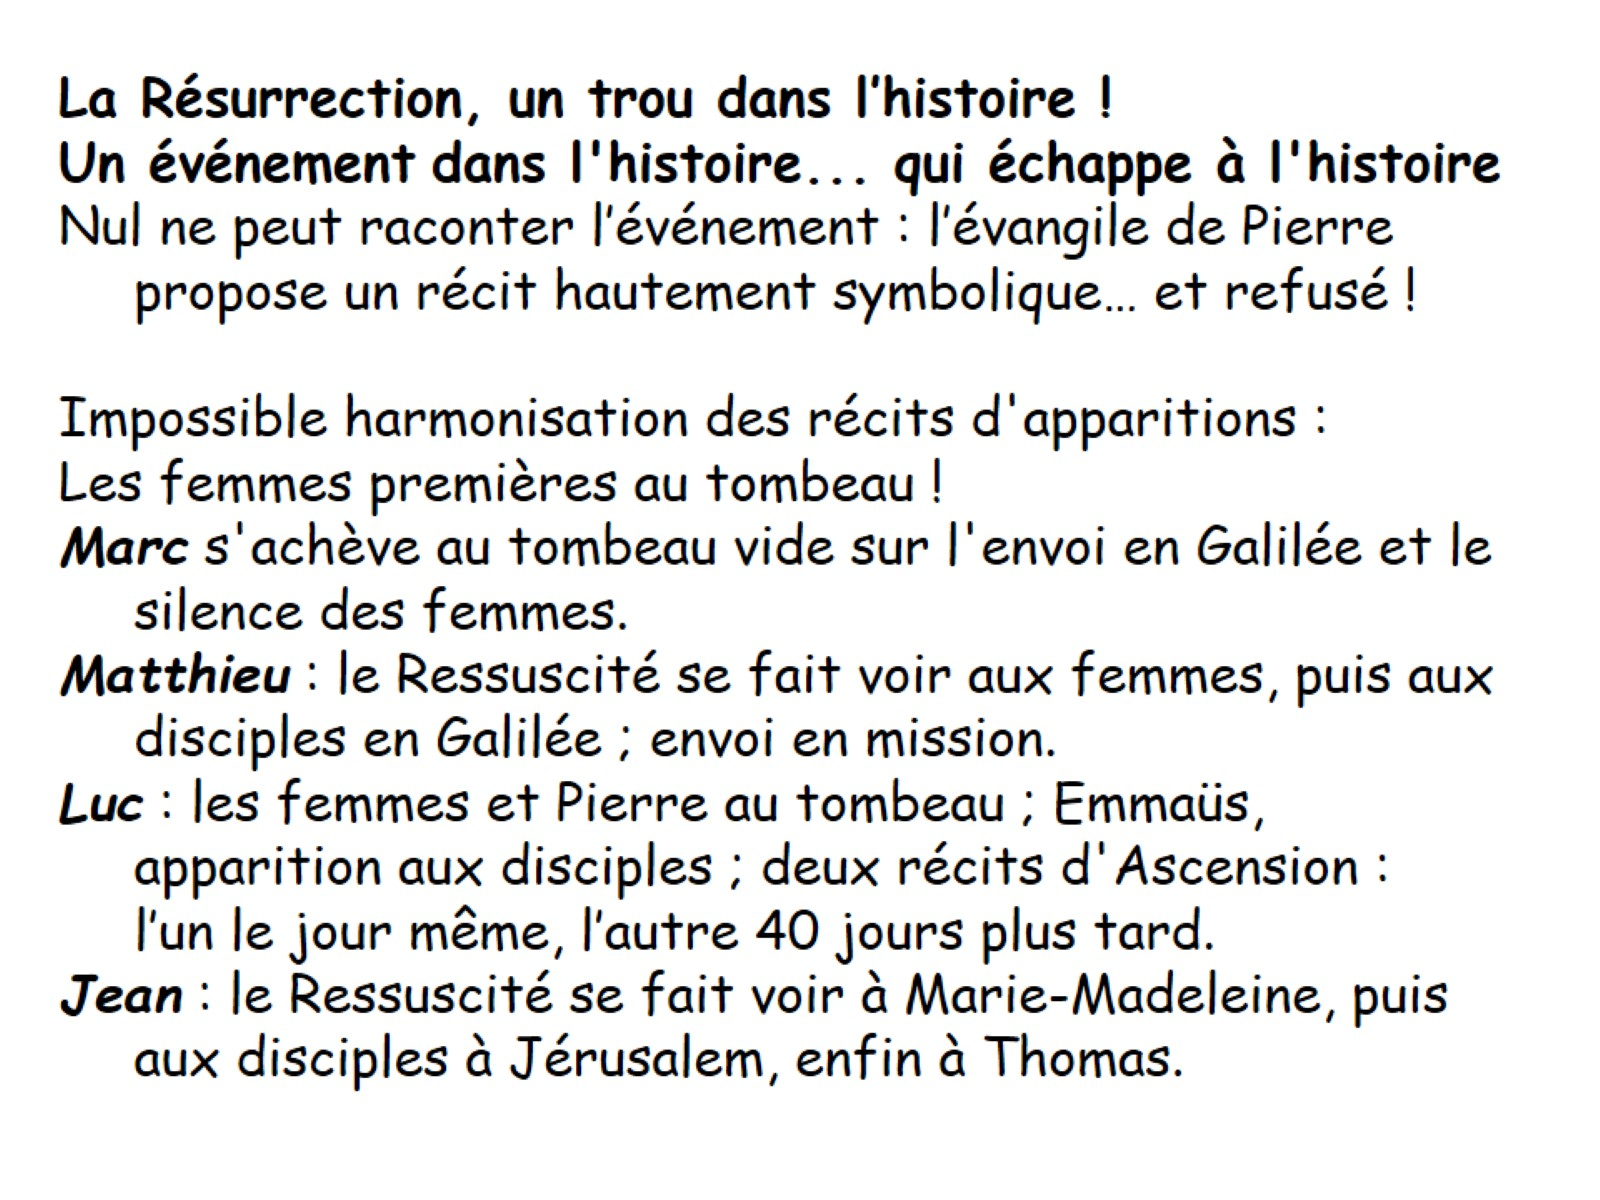 La Résurrection, un trou dans l’histoire !
Un événement dans l'histoire... qui échappe à l'histoire
Nul ne peut raconter l’événement : l’évangile de Pierre
propose un récit hautement symbolique… et refusé !
Impossible harmonisation des récits d'apparitions :
Les femmes premières au tombeau !
Marc s'achève au tombeau vide sur l'envoi en Galilée et le
silence des femmes.
Matthieu : le Ressuscité se fait voir aux femmes, puis aux
disciples en Galilée ; envoi en mission.
Luc : les femmes et Pierre au tombeau ; Emmaüs,
apparition aux disciples ; deux récits d'Ascension :
l’un le jour même, l’autre 40 jours plus tard.
Jean : le Ressuscité se fait voir à Marie-Madeleine, puis
aux disciples à Jérusalem, enfin à Thomas.